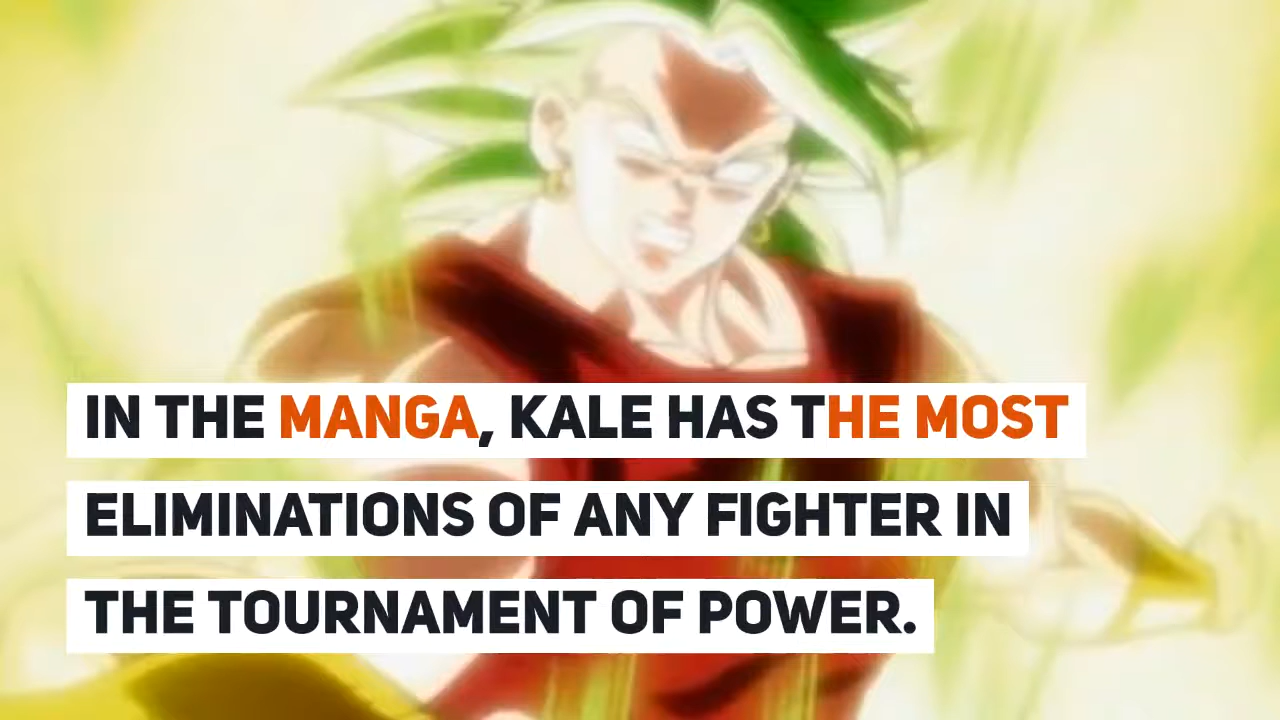 IN THE MANGA, KALE HAS THE MOST
ELIMINATIONS OF ANY FIGHTER IN
THE TOURNAMENT OF POWER.